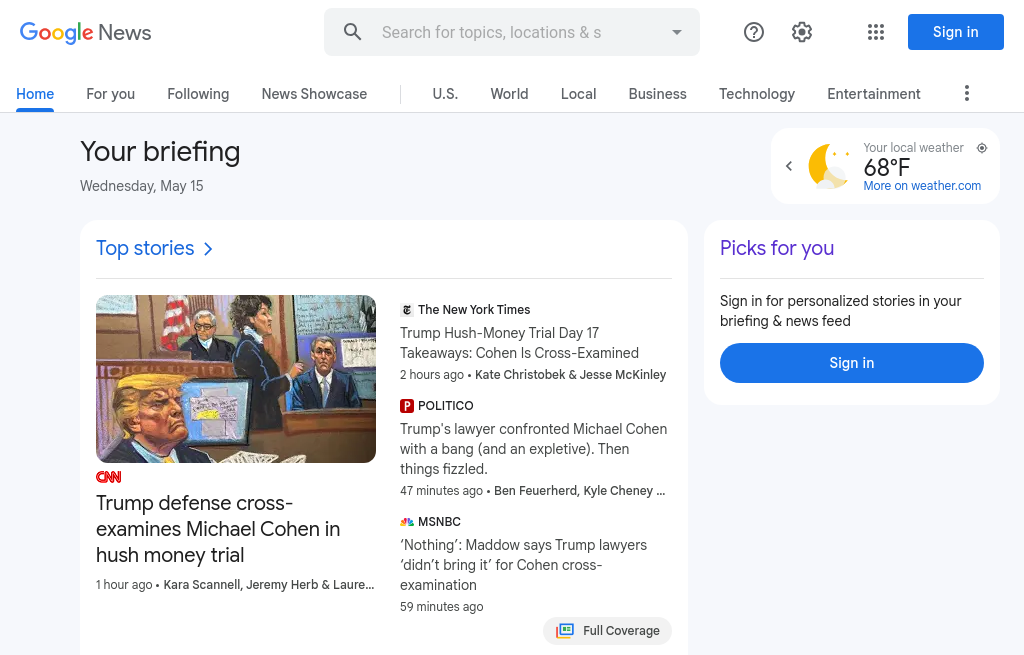 Google News
Search for topics, locations & s
Sign in
Home
For you
Following
News Showcase
U.S.
World
Local
Business
Technology
Entertainment
Your briefing
Wednesday, May 15
Your local weather
68°F
More on weather.com
Top stories
CNN
Trump defense cross-
examines Michael Cohen in
hush money trial
1 hour ago • Kara Scannell, Jeremy Herb & Laure...
The New York Times
Trump Hush-Money Trial Day 17
Takeaways: Cohen Is Cross-Examined
2 hours ago • Kate Christobek & Jesse McKinley
POLITICO
Trump's lawyer confronted Michael Cohen
with a bang (and an expletive). Then
things fizzled.
47 minutes ago • Ben Feuerherd, Kyle Cheney ...
MSNBC
‘Nothing’: Maddow says Trump lawyers
‘didn’t bring it’ for Cohen cross-
examination
59 minutes ago
Full Coverage
Picks for you
Sign in for personalized stories in your
briefing & news feed
Sign in